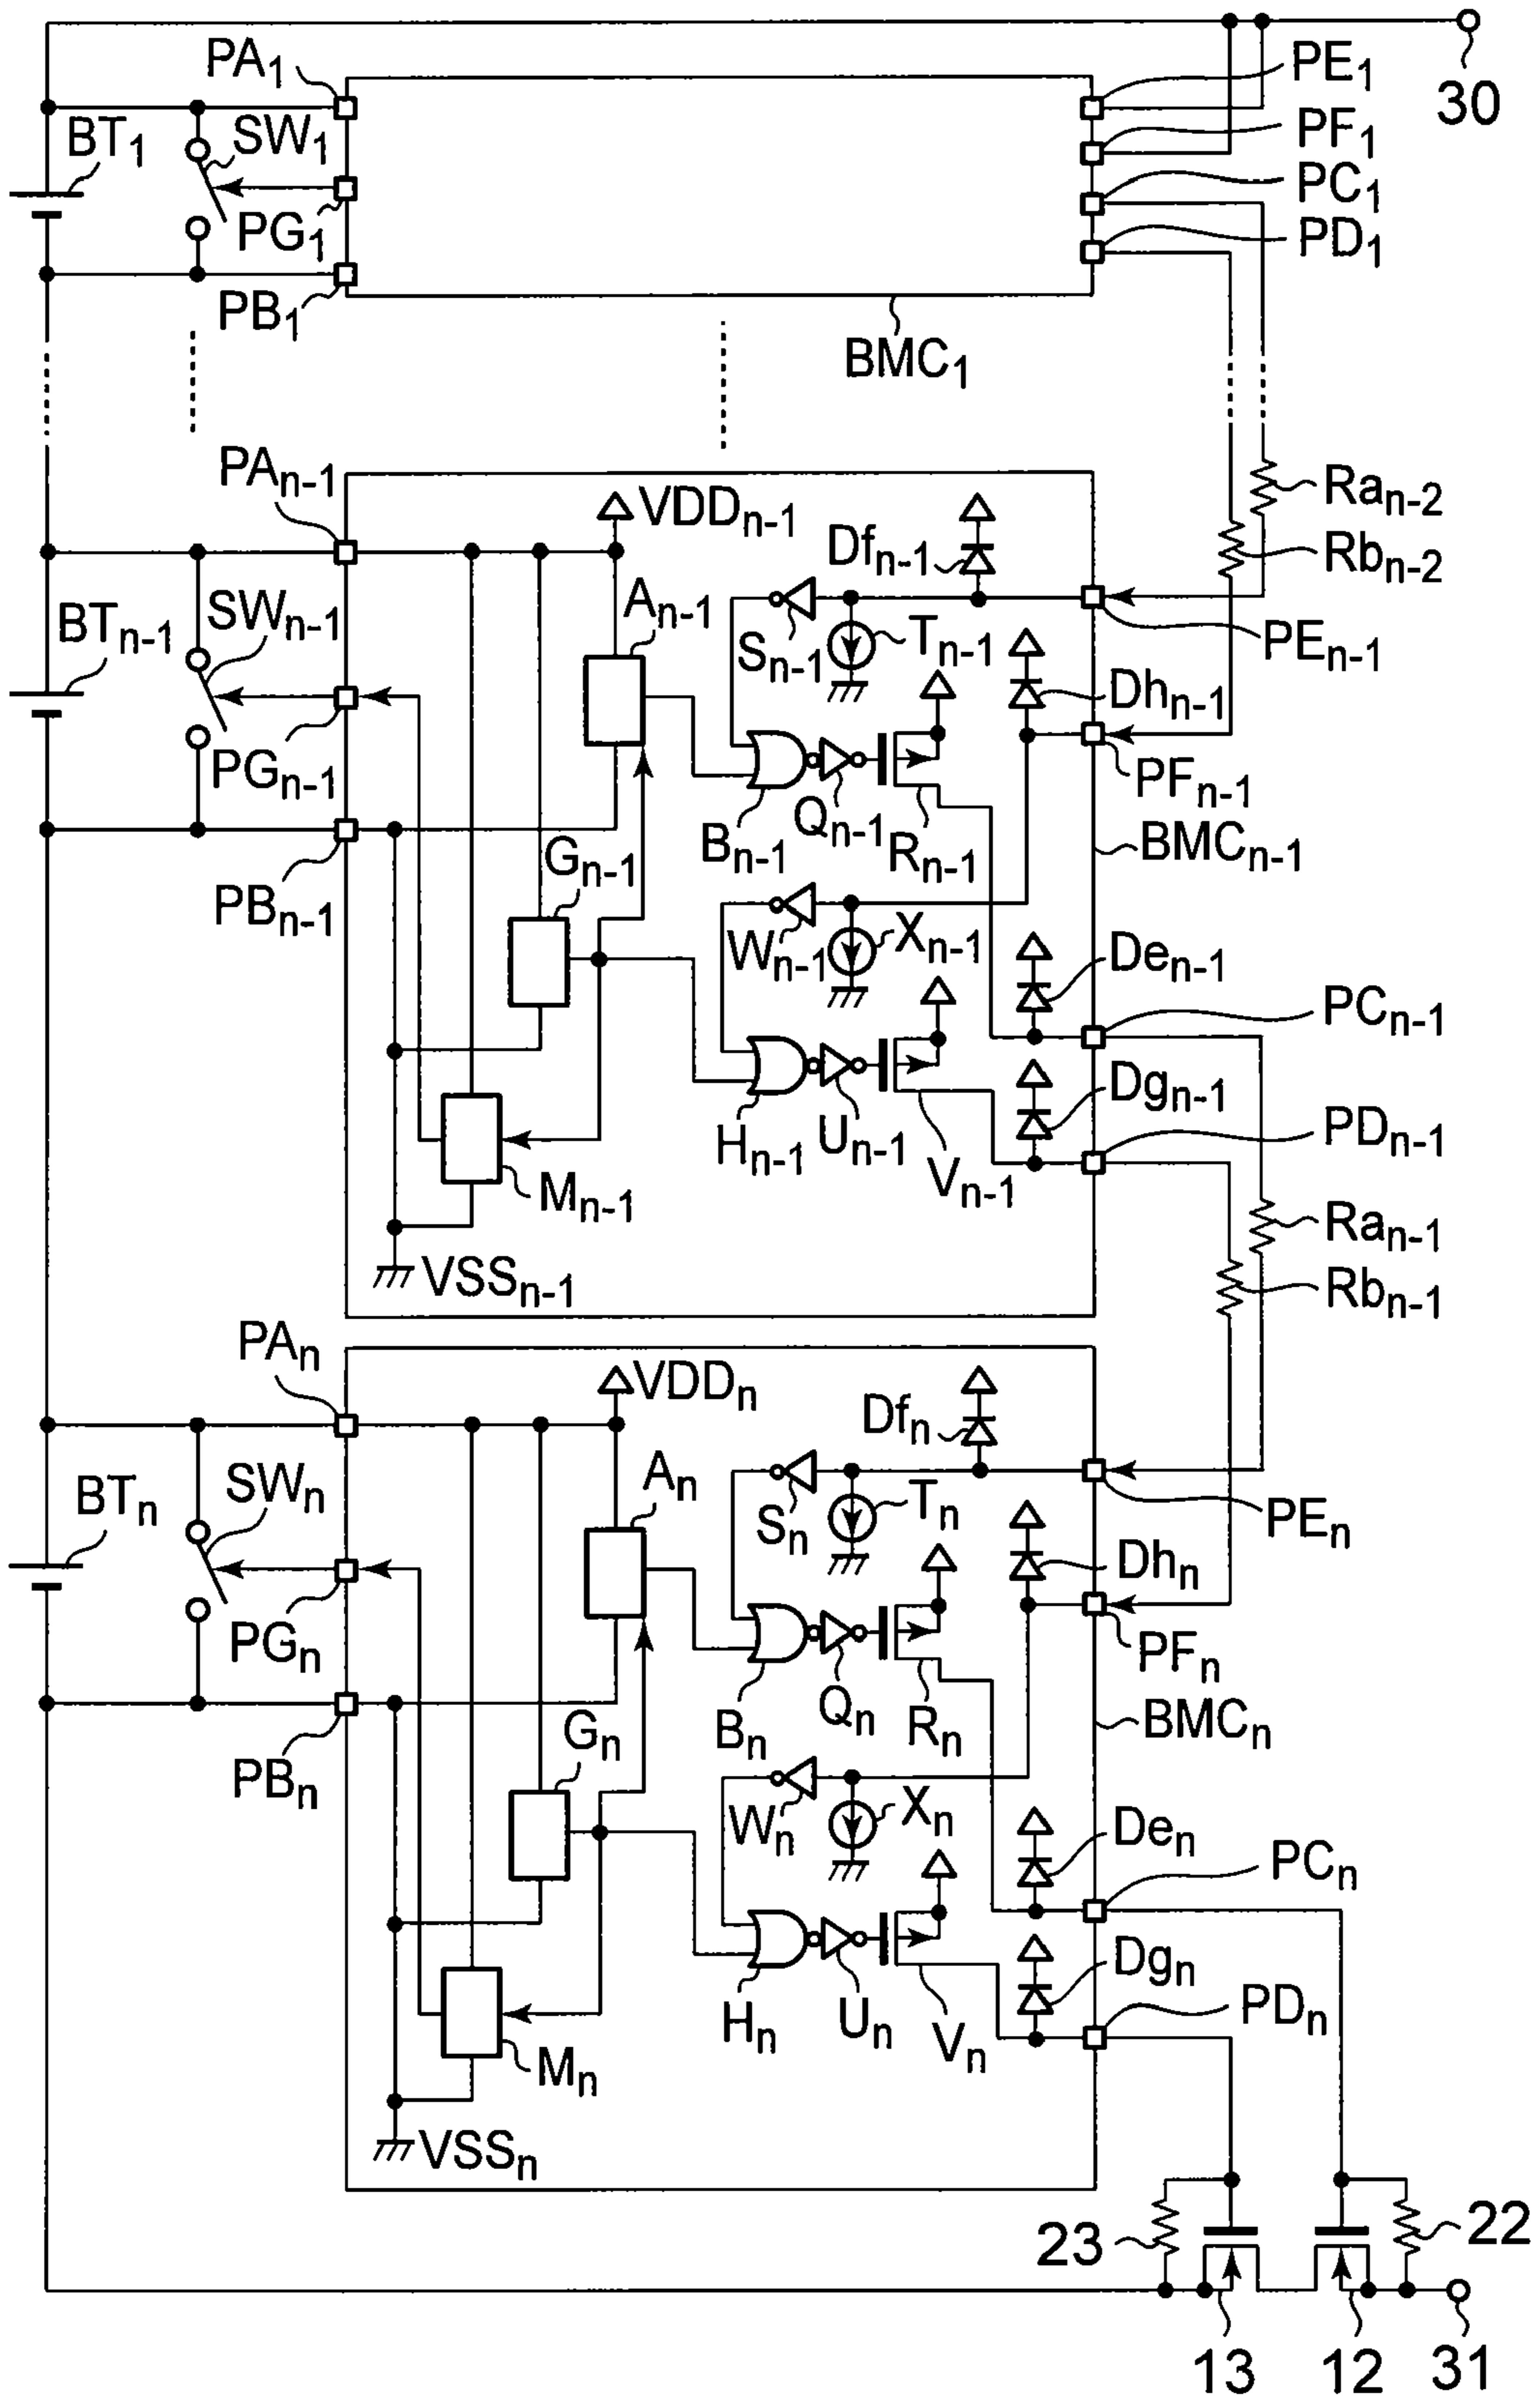 PA1
PE1
30
BT1
SW1
PF1
PC1
PG1
PD1
PB1
BMC1
PAn-1
VDDn-1
Ran-2
Dfn-1
Rbn-2
BTn-1
SWn-1
An-1
Sn-1
Tn-1
PEn-1
Dhn-1
PGn-1
PFn-1
Bn-1
Qn-1
Rn-1
BMCn-1
PBn-1
Gn-1
Wn-1
Xn-1
Den-1
PCn-1
Dgn-1
PDn-1
Hn-1
Un-1
Vn-1
Mn-1
Ran-1
VSSn-1
Rbn-1
PAn
VDDn
Dfn
BTn
SWn
An
Sn
Tn
PEn
Dhn
PGn
PFn
Bn
Qn
Rn
BMCn
PBn
Gn
Wn
Xn
Den
PCn
Dgn
PDn
Hn
Un
Vn
Mn
VSSn
23
22
13
12
31